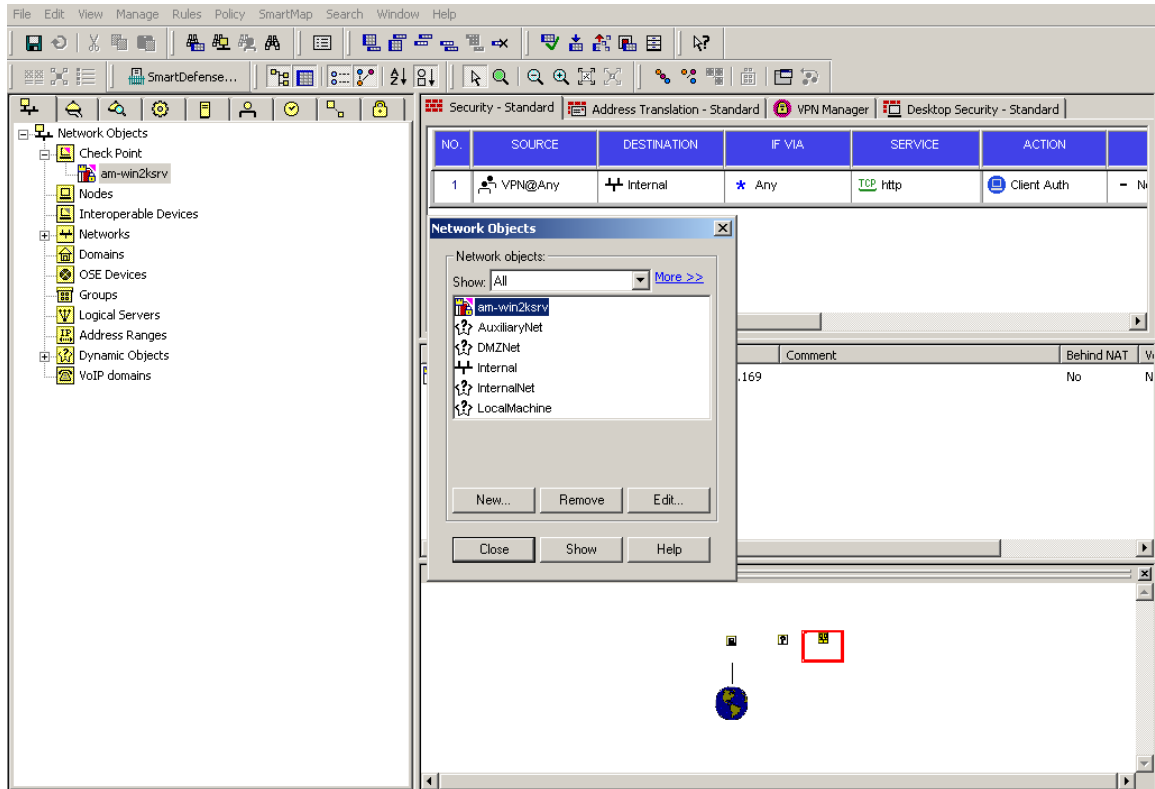 File Edit View Manage Rules Policy SmartMap Search Window Help
SmartDefense...
Security - Standard Address Translation - Standard VPN Manager Desktop Security - Standard
Network Objects
Check Point
am-win2ksrv
Nodes
Interoperable Devices
Networks
Domains
OSE Devices
Groups
Logical Servers
Address Ranges
Dynamic Objects
VoIP domains
NO. SOURCE DESTINATION IF VIA SERVICE ACTION
1 VPN@Any Internal * Any TCP http Client Auth
Network Objects
Network objects:
Show: All More >>
am-win2ksrv
AuxiliaryNet
DMZNet
Internal
InternalNet
LocalMachine
New... Remove Edit...
Close Show Help
Comment Behind NAT
.169 No